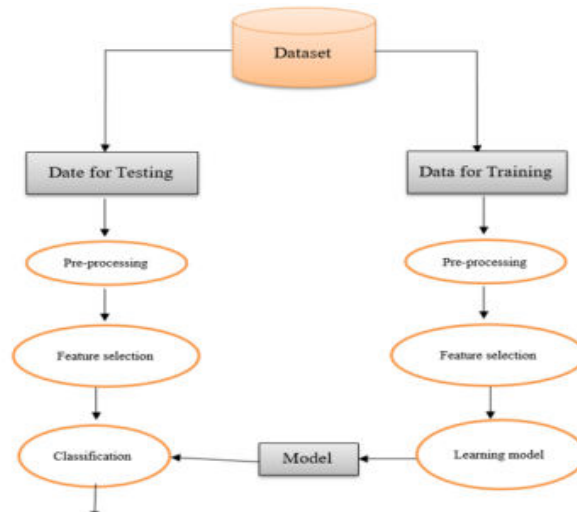 Dataset
Date for Testing
Data for Training
Pre-processing
Pre-processing
Feature selection
Feature selection
Classification
Model
Learning model